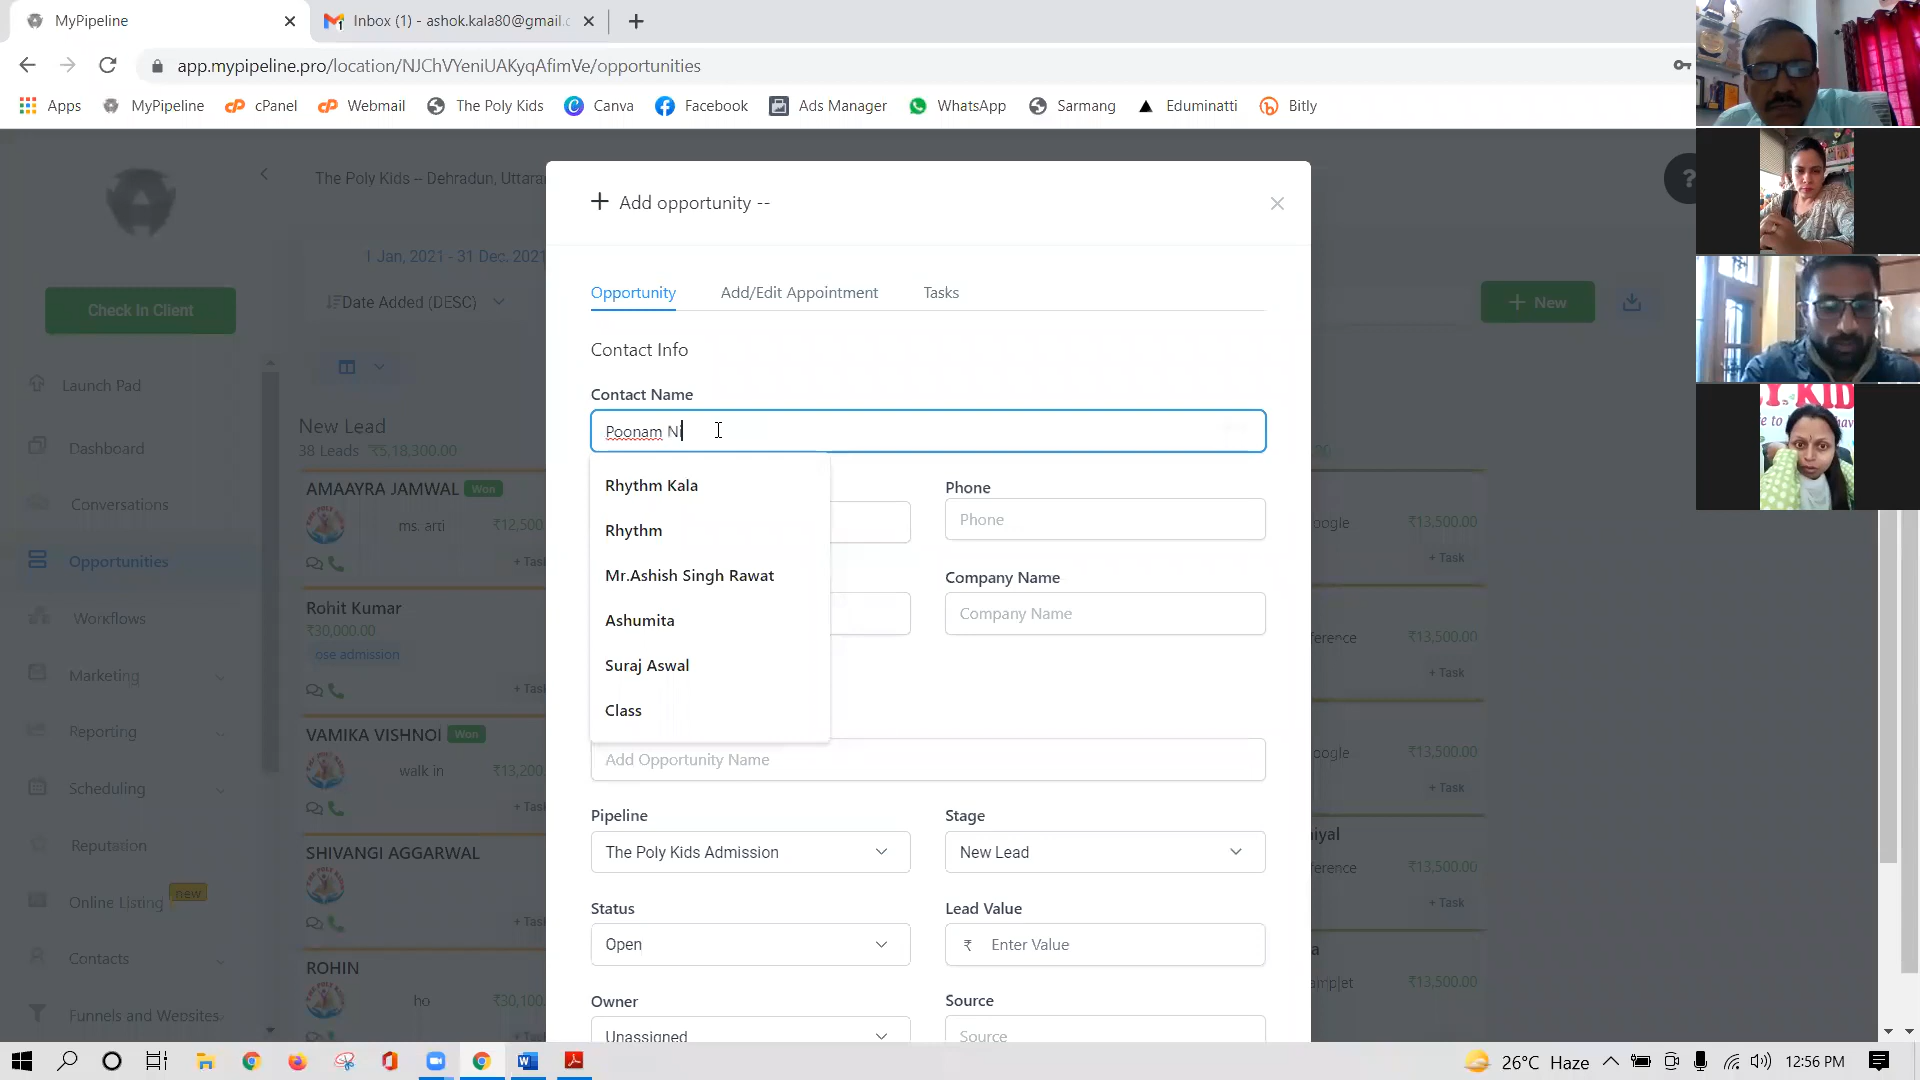 MyPipeline
Inbox (1) - ashok.kala80@gmail.c
app.mypipeline.pro/location/NJChVYeniUAKyqAfimVe/opportunities
Apps MyPipeline cPanel Webmail The Poly Kids Canva Facebook Ads Manager WhatsApp Sarmang Eduminatti Bitly
The Poly Kids -- Dehradun, Uttaran
1 Jan, 2021 - 31 Dec, 2021
Date Added (DESC)
Check In Client
New
Launch Pad
Dashboard
Conversations
Opportunities
Workflows
Marketing
Reporting
Scheduling
Reputation
Online Listing new
Contacts
Funnels and Websites
New Lead
38 Leads ₹5,18,300.00
AMAAYRA JAMWAL Won
ms. arti ₹12,500
+ Task
Rohit Kumar
₹30,000.00
ose admission
+ Task
VAMIKA VISHNOI Won
walk in ₹13,200.
+ Task
SHIVANGI AGGARWAL
+ Task
ROHIN
ho ₹30,100.
+ Add opportunity --
Opportunity Add/Edit Appointment Tasks
Contact Info
Contact Name
Poonam Ni
Rhythm Kala
Rhythm
Mr.Ashish Singh Rawat
Ashumita
Suraj Aswal
Class
Phone
Phone
Company Name
Company Name
Add Opportunity Name
Pipeline
The Poly Kids Admission
Stage
New Lead
Status
Open
Lead Value
₹ Enter Value
Owner
Unassigned
Source
Source
oogle ₹13,500.00
+ Task
erence ₹13,500.00
+ Task
oogle ₹13,500.00
+ Task
iyal
erence ₹13,500.00
+ Task
a
₹13,500.00
Y KID
26°C Haze
12:56 PM